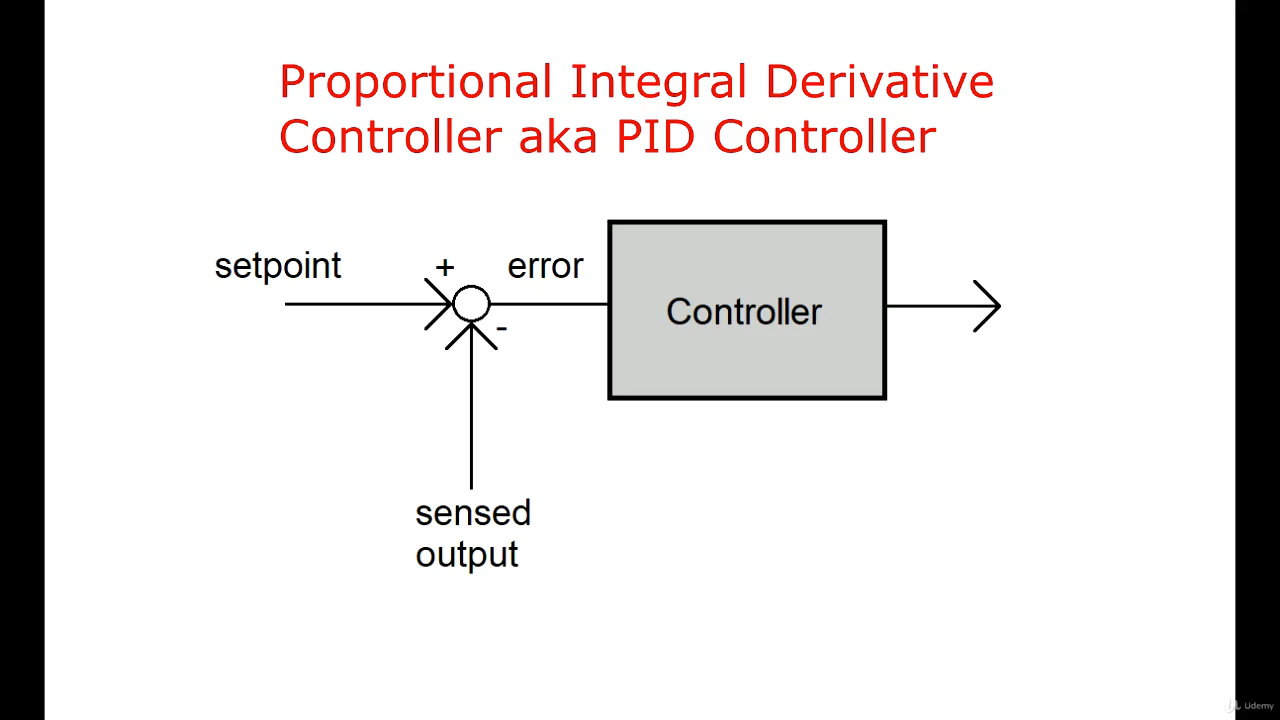 Proportional Integral Derivative
Controller aka PID Controller
setpoint
+
error
-
Controller
sensed
output
Udemy